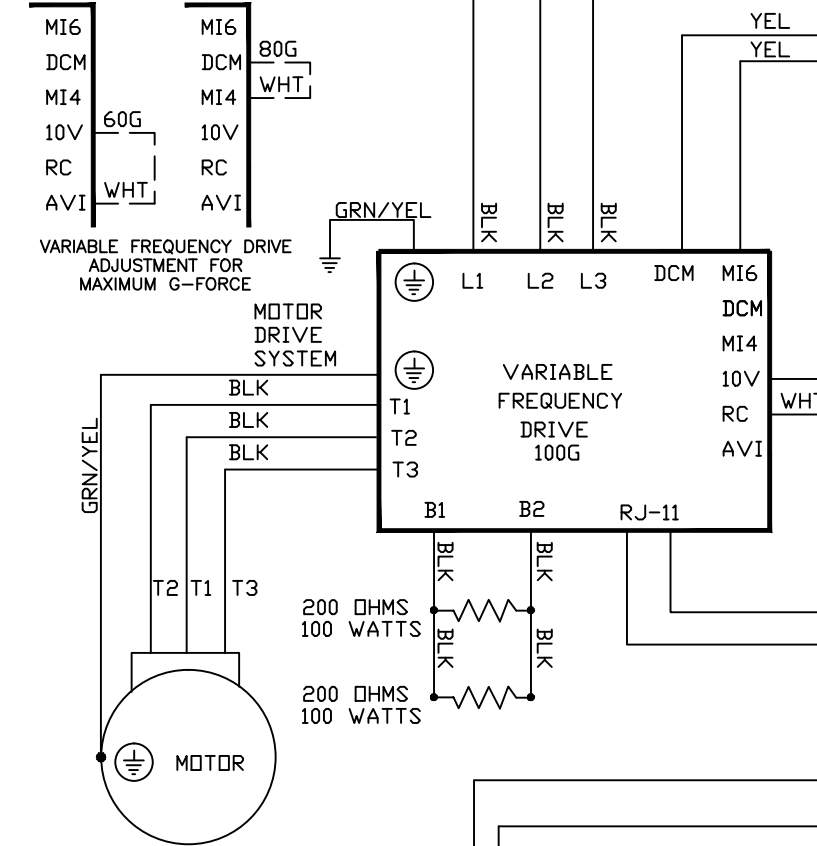 MI6
DCM
MI4
10V
RC
AVI
60G
WHT
MI6
DCM
MI4
10V
RC
AVI
80G
WHT
VARIABLE FREQUENCY DRIVE
ADJUSTMENT FOR
MAXIMUM G-FORCE
YEL
YEL
GRN/YEL
BLK
BLK
BLK
L1
L2
L3
DCM
MI6
DCM
MI4
10V
RC
AVI
WHT
MOTOR
DRIVE
SYSTEM
VARIABLE
FREQUENCY
DRIVE
100G
BLK
BLK
BLK
T1
T2
T3
GRN/YEL
B1
B2
RJ-11
BLK
BLK
T2
T1
T3
200 OHMS
100 WATTS
BLK
BLK
200 OHMS
100 WATTS
MOTOR